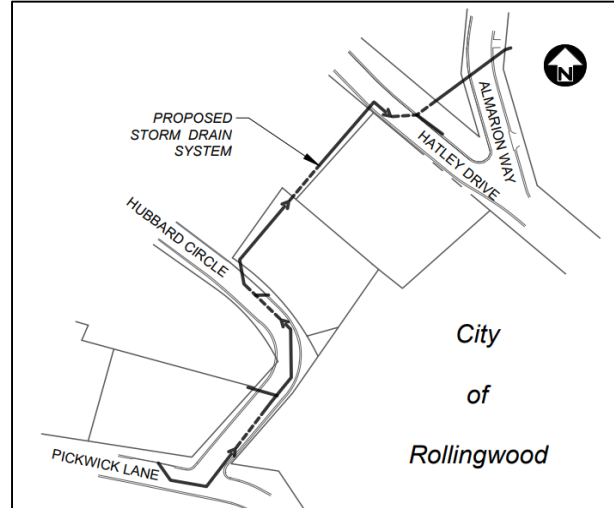 N
ALMARION WAY
PROPOSED
STORM DRAIN
SYSTEM
HATLEY DRIVE
HUBBARD CIRCLE
City
of
Rollingwood
PICKWICK LANE